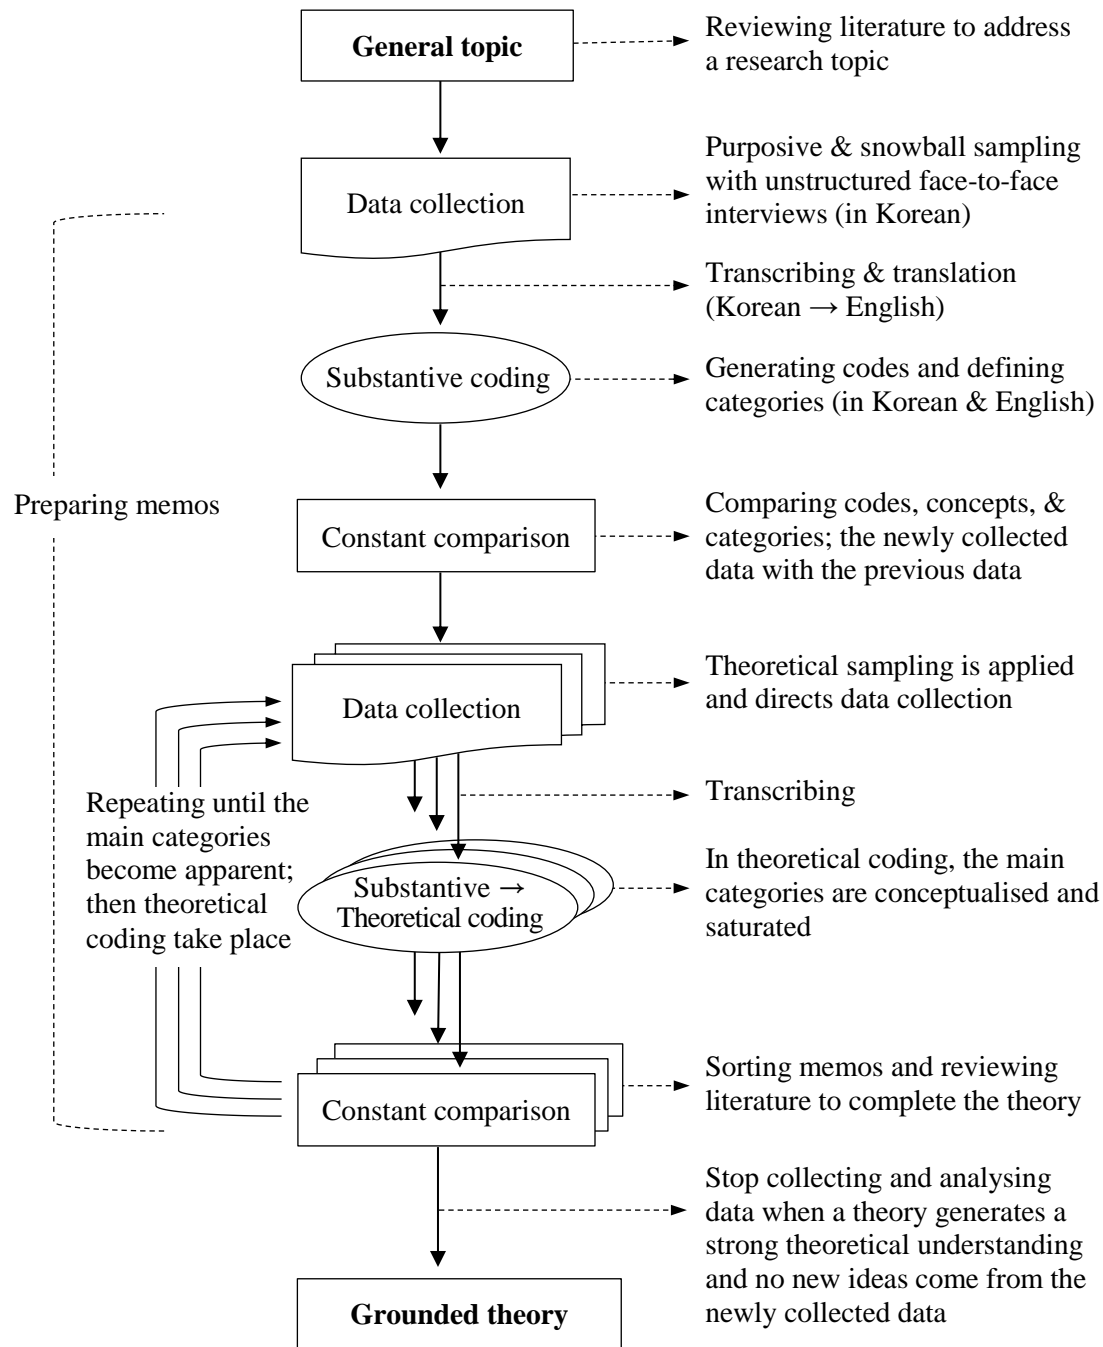 General topic
Reviewing literature to address
a research topic
Data collection
Purposive & snowball sampling
with unstructured face-to-face
interviews (in Korean)
Transcribing & translation
(Korean → English)
Substantive coding
Generating codes and defining
categories (in Korean & English)
Preparing memos
Constant comparison
Comparing codes, concepts, &
categories; the newly collected
data with the previous data
Data collection
Theoretical sampling is applied
and directs data collection
Repeating until the
main categories
become apparent;
then theoretical
coding take place
Transcribing
Substantive →
Theoretical coding
In theoretical coding, the main
categories are conceptualised and
saturated
Constant comparison
Sorting memos and reviewing
literature to complete the theory
Stop collecting and analysing
data when a theory generates a
strong theoretical understanding
and no new ideas come from the
newly collected data
Grounded theory